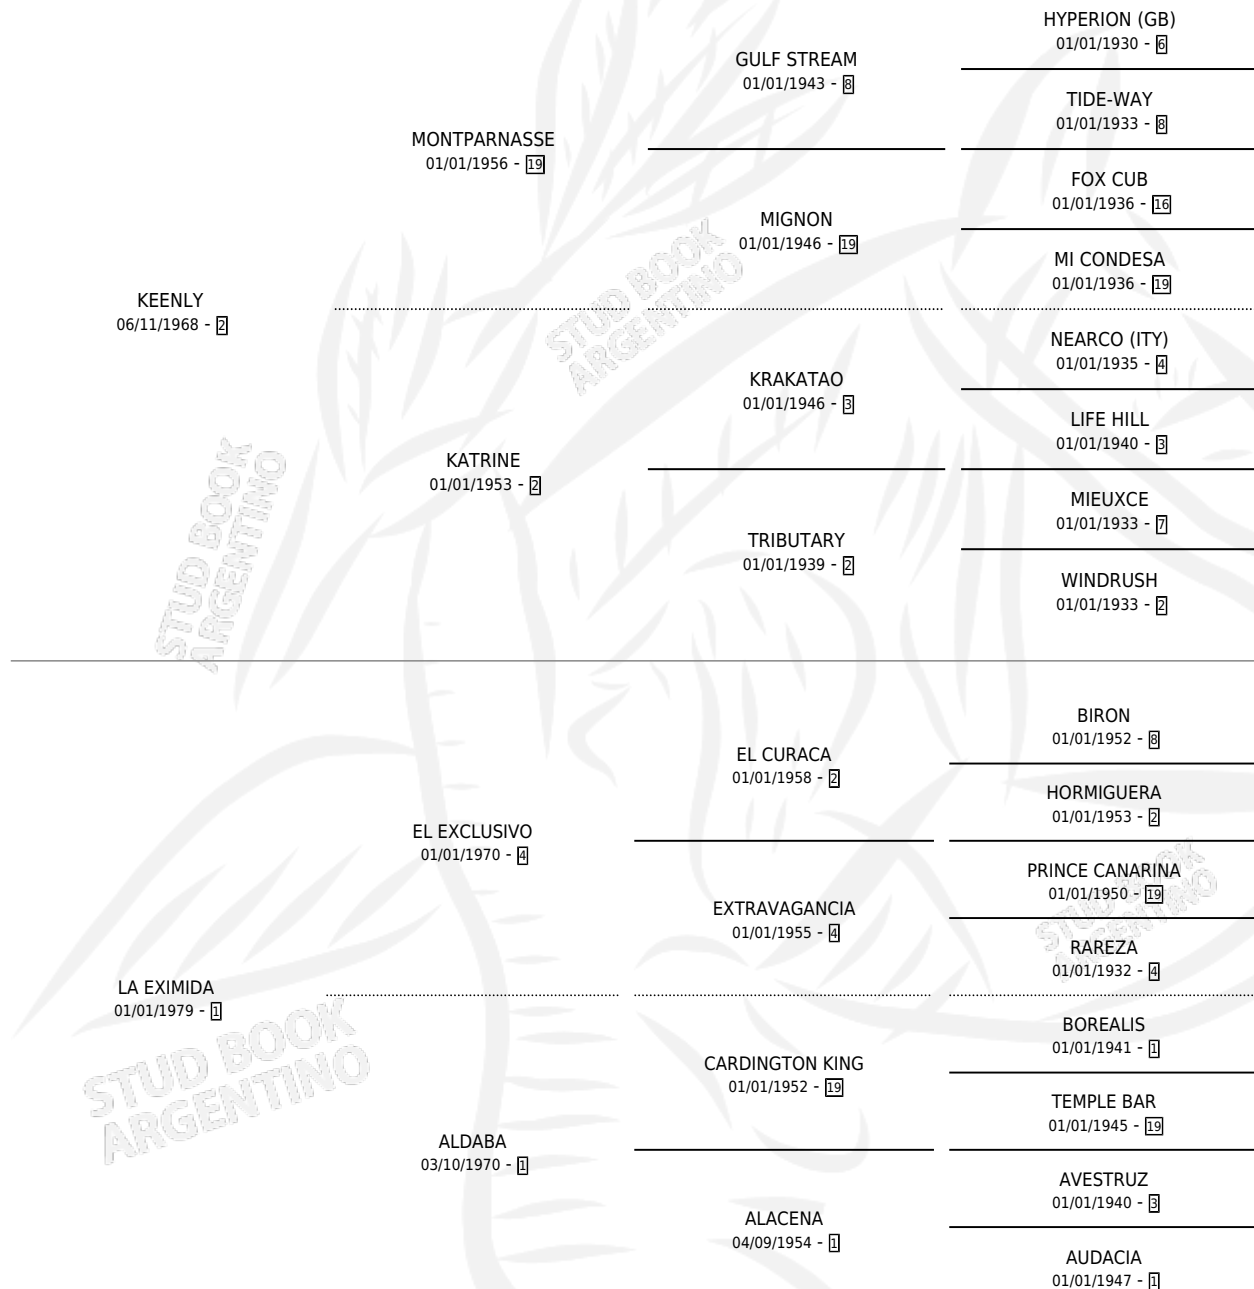 HYPERION (GB)
01/01/1930 - 6
GULF STREAM
01/01/1943 - 8
TIDE-WAY
01/01/1933 - 8
MONTPARNASSE
01/01/1956 - 19
FOX CUB
01/01/1936 - 16
MIGNON
01/01/1946 - 19
MI CONDESA
01/01/1936 - 19
KEENLY
06/11/1968 - 2
NEARCO (ITY)
01/01/1935 - 4
KRAKATAO
01/01/1946 - 3
LIFE HILL
01/01/1940 - 3
KATRINE
01/01/1953 - 2
MIEUXCE
01/01/1933 - 7
TRIBUTARY
01/01/1939 - 2
WINDRUSH
01/01/1933 - 2
BIRON
01/01/1952 - 8
EL CURACA
01/01/1958 - 2
HORMIGUERA
01/01/1953 - 2
EL EXCLUSIVO
01/01/1970 - 4
PRINCE CANARINA
01/01/1950 - 19
EXTRAVAGANCIA
01/01/1955 - 4
RAREZA
01/01/1932 - 4
LA EXIMIDA
01/01/1979 - 1
BOREALIS
01/01/1941 - 1
CARDINGTON KING
01/01/1952 - 19
TEMPLE BAR
01/01/1945 - 19
ALDABA
03/10/1970 - 1
AVESTRUZ
01/01/1940 - 3
ALACENA
04/09/1954 - 1
AUDACIA
01/01/1947 - 1
STUD BOOK
ARGENTINO
STUD BOOK
ARGENTINO
STUD BOOK
ARGENTINO
STUD BOOK
ARGENTINO